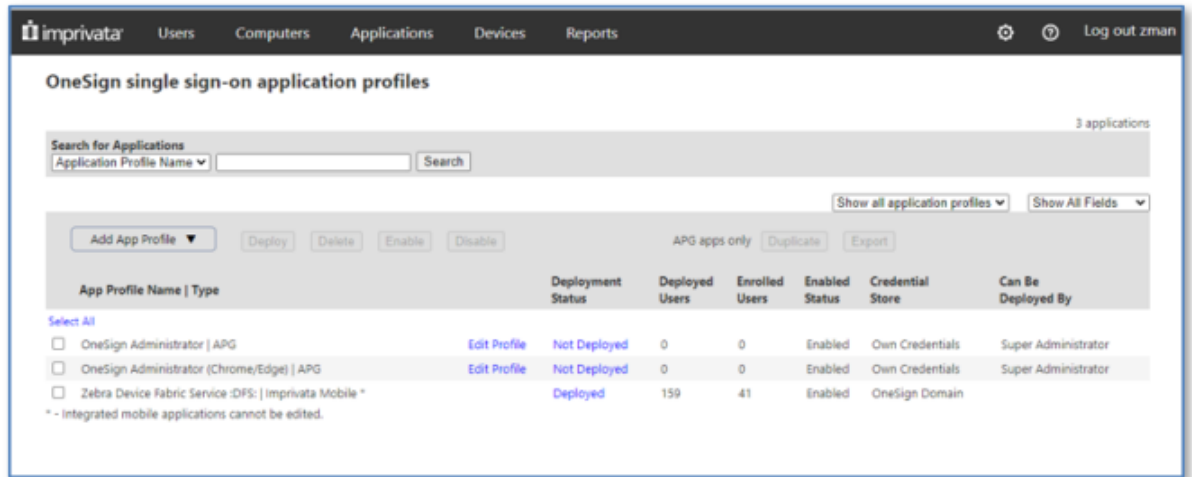 imprivata Users Computers Applications Devices Reports Log out zman
OneSign single sign-on application profiles
3 applications
Search for Applications
Application Profile Name Search
Show all application profiles Show All Fields
Add App Profile ▼ Deploy Delete Enable Disable APG apps only Duplicate Export
App Profile Name | Type Deployment Status Deployed Users Enrolled Users Enabled Status Credential Store Can Be Deployed By
Select All
OneSign Administrator | APG Edit Profile Not Deployed 0 0 Enabled Own Credentials Super Administrator
OneSign Administrator (Chrome/Edge) | APG Edit Profile Not Deployed 0 0 Enabled Own Credentials Super Administrator
Zebra Device Fabric Service :DFS: | Imprivata Mobile * Deployed 159 41 Enabled OneSign Domain
* - Integrated mobile applications cannot be edited.